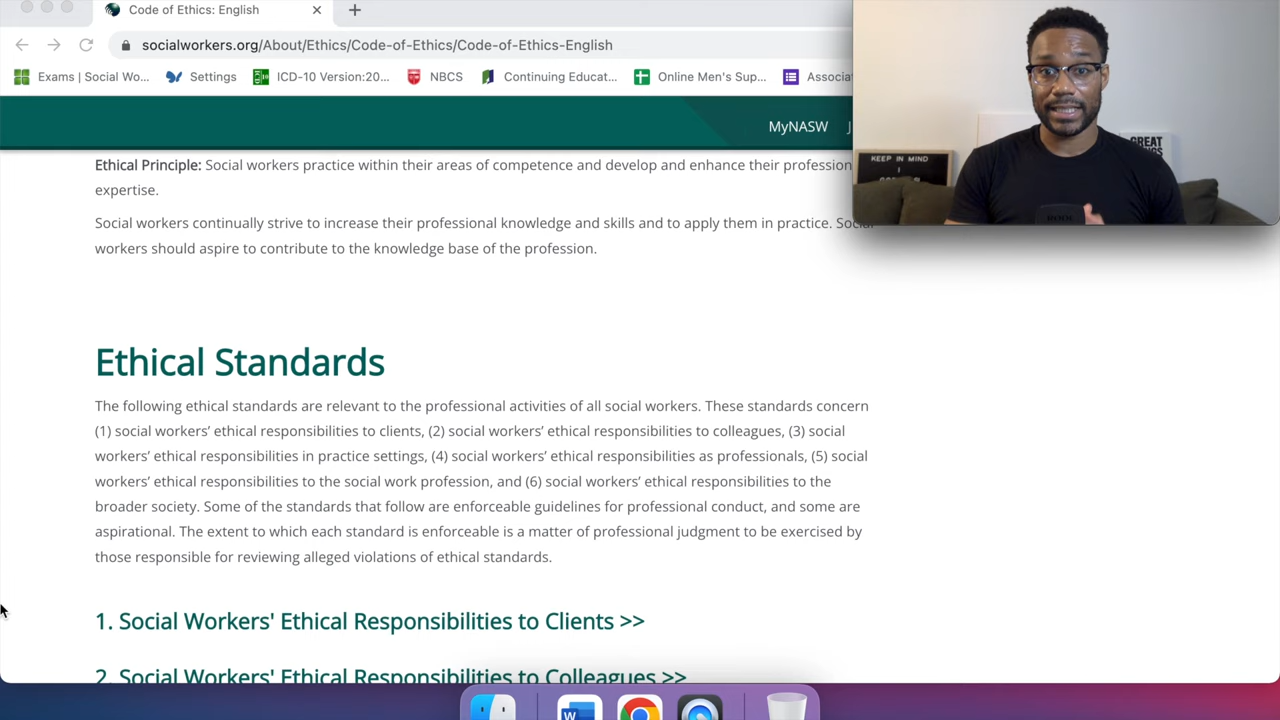 Code of Ethics: English
socialworkers.org/About/Ethics/Code-of-Ethics/Code-of-Ethics-English
Exams | Social Wo... Settings ICD-10 Version:20... NBCS Continuing Educat... Online Men's Sup... Associa
MyNASW J
Ethical Principle: Social workers practice within their areas of competence and develop and enhance their profession
expertise.
Social workers continually strive to increase their professional knowledge and skills and to apply them in practice. Social
workers should aspire to contribute to the knowledge base of the profession.
KEEP IN MIND
I
GREAT
Ethical Standards
The following ethical standards are relevant to the professional activities of all social workers. These standards concern
(1) social workers’ ethical responsibilities to clients, (2) social workers’ ethical responsibilities to colleagues, (3) social
workers’ ethical responsibilities in practice settings, (4) social workers’ ethical responsibilities as professionals, (5) social
workers’ ethical responsibilities to the social work profession, and (6) social workers’ ethical responsibilities to the
broader society. Some of the standards that follow are enforceable guidelines for professional conduct, and some are
aspirational. The extent to which each standard is enforceable is a matter of professional judgment to be exercised by
those responsible for reviewing alleged violations of ethical standards.
1. Social Workers' Ethical Responsibilities to Clients >>
2. Social Workers' Ethical Responsibilities to Colleagues >>
W